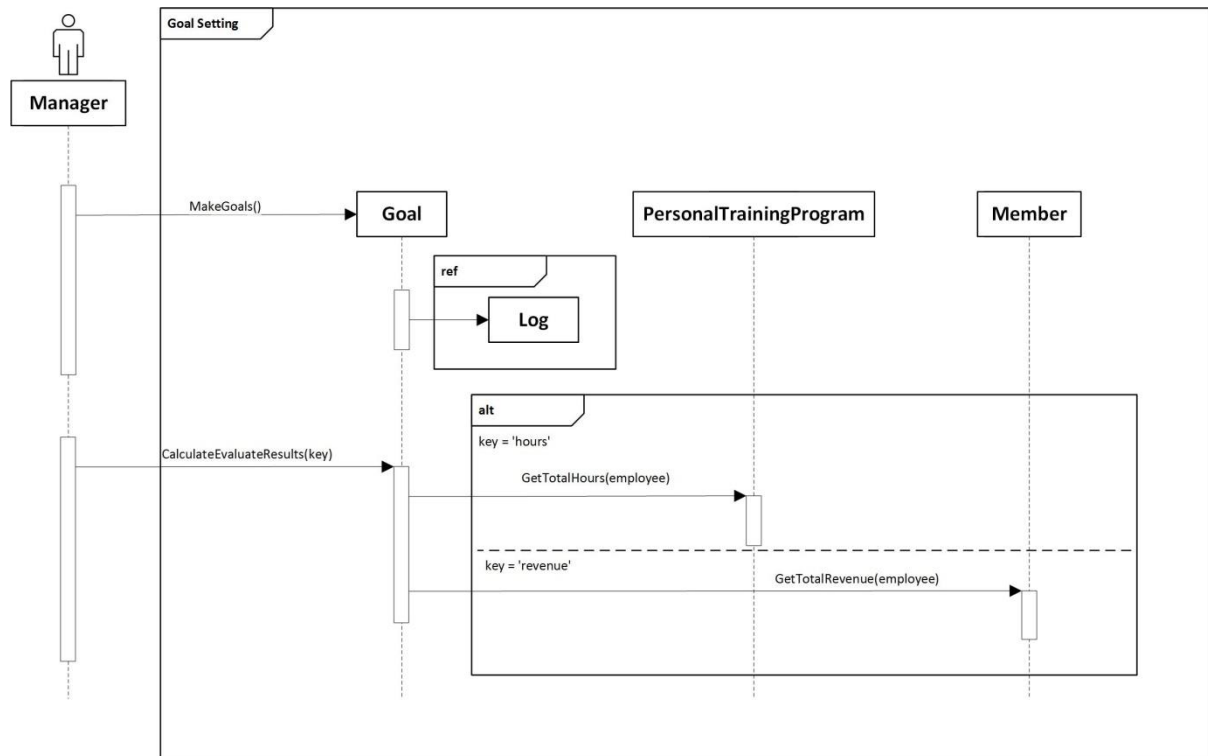 Goal Setting
Manager
MakeGoals()
Goal
PersonalTrainingProgram
Member
ref
Log
alt
key = 'hours'
CalculateEvaluateResults(key)
GetTotalHours(employee)
key = 'revenue'
GetTotalRevenue(employee)